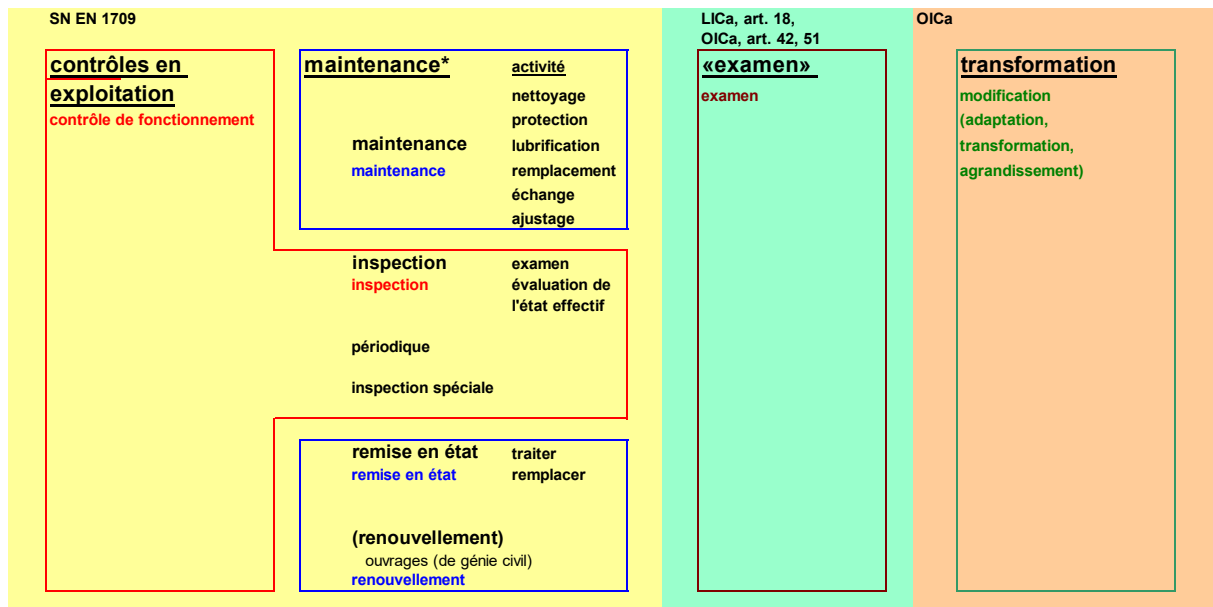 SN EN 1709
LICa, art. 18,
OICa, art. 42, 51
OICa
contrôles en
exploitation
contrôle de fonctionnement
maintenance*
activité
nettoyage
protection
maintenance
lubrification
maintenance
remplacement
échange
ajustage
inspection
examen
inspection
évaluation de
l'état effectif
périodique
inspection spéciale
remise en état
traiter
remise en état
remplacer
(renouvellement)
ouvrages (de génie civil)
renouvellement
«examen»
examen
transformation
modification
(adaptation,
transformation,
agrandissement)